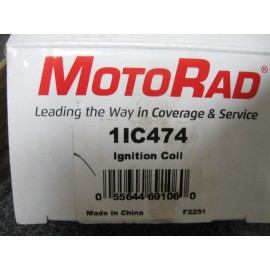 MOTORAD®
Leading the Way in Coverage & Service
1IC474
Ignition Coil
0 55644 69106 0
Made in China F2251